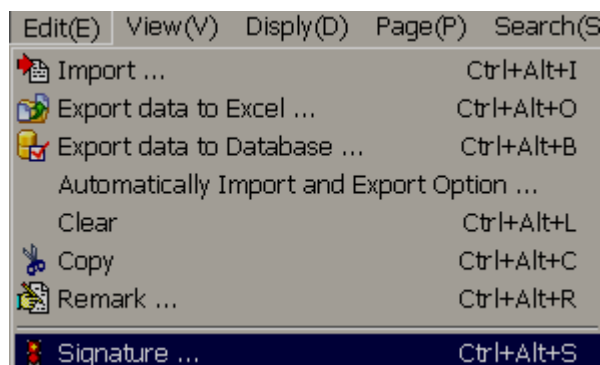 Edit(E) View(V) Disply(D) Page(P) Search(S
Import ... Ctrl+Alt+I
Export data to Excel ... Ctrl+Alt+O
Export data to Database ... Ctrl+Alt+B
Automatically Import and Export Option ...
Clear Ctrl+Alt+L
Copy Ctrl+Alt+C
Remark ... Ctrl+Alt+R
Signature ... Ctrl+Alt+S